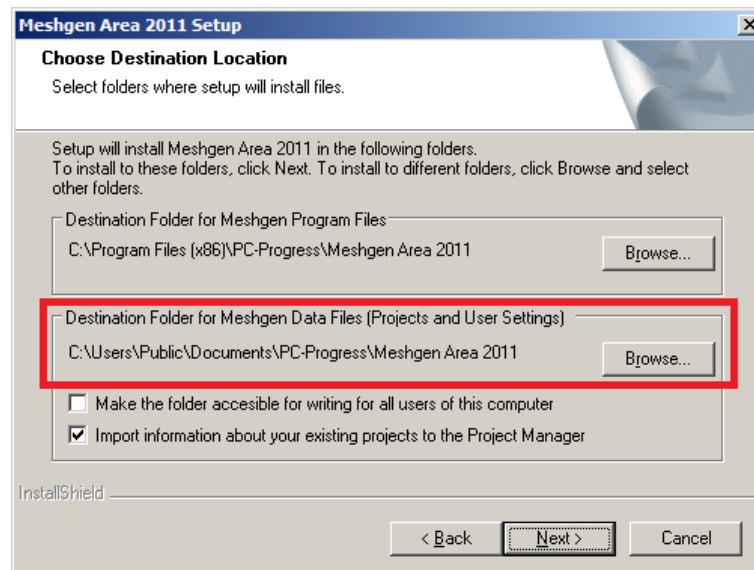 Meshgen Area 2011 Setup
Choose Destination Location
Select folders where setup will install files.
Setup will install Meshgen Area 2011 in the following folders.
To install to these folders, click Next. To install to different folders, click Browse and select
other folders.
Destination Folder for Meshgen Program Files
C:\Program Files (x86)\PC-Progress\Meshgen Area 2011
Browse...
Destination Folder for Meshgen Data Files (Projects and User Settings)
C:\Users\Public\Documents\PC-Progress\Meshgen Area 2011
Browse...
Make the folder accesible for writing for all users of this computer
Import information about your existing projects to the Project Manager
InstallShield
< Back
Next >
Cancel